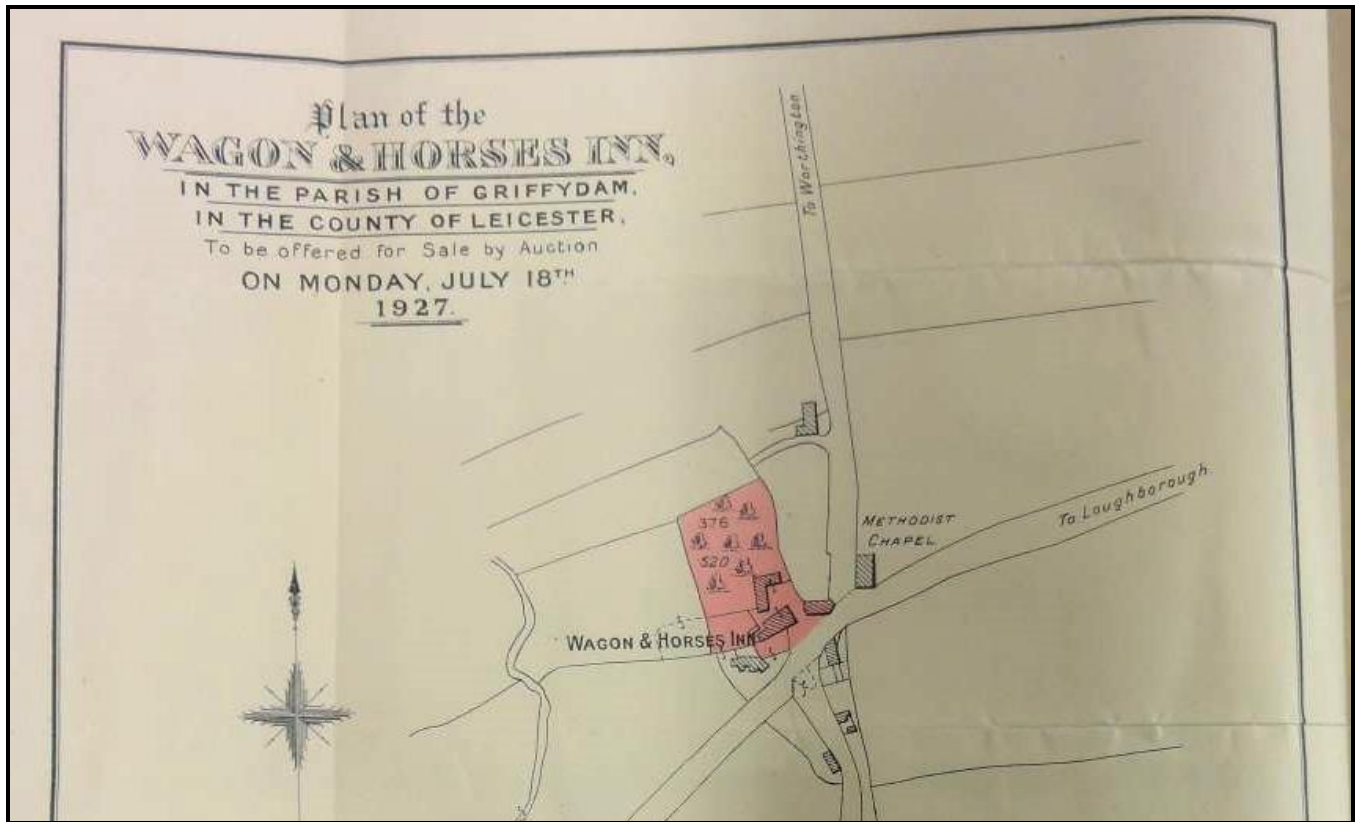 Plan of the
WAGON & HORSES INN,
IN THE PARISH OF GRIFFYDAM,
IN THE COUNTY OF LEICESTER,
To be offered for Sale by Auction
ON MONDAY, JULY 18TH
1927.
To Worthington
To Loughborough
METHODIST
CHAPEL
376
520
WAGON & HORSES INN